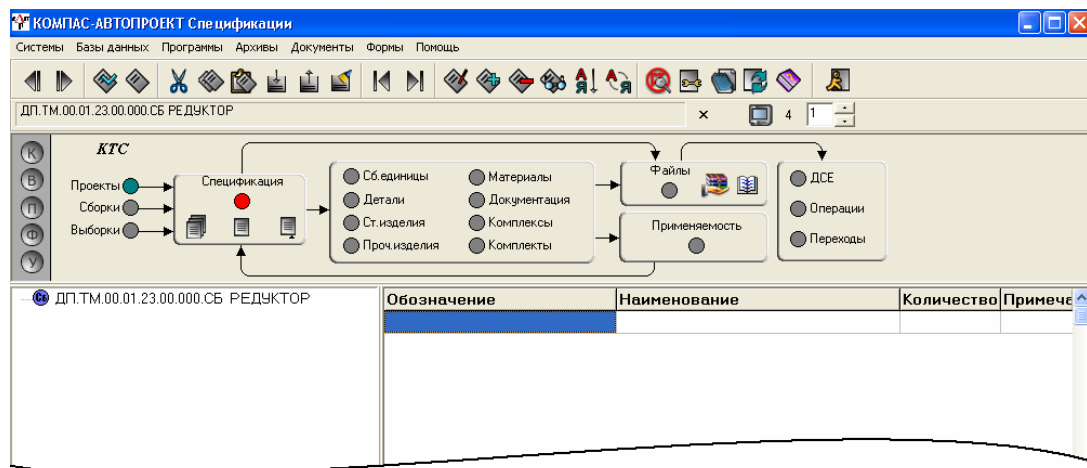 КОМПАС-АВТОПРОЕКТ Спецификации
Системы Базы данных Программы Архивы Документы Формы Помощь
ДП.ТМ.00.01.23.00.000.СБ РЕДУКТОР × 4 1
К
В
П
Ф
У
КТС
Проекты
Сборки
Выборки
Спецификация
Сб.единицы
Детали
Ст.изделия
Проч.изделия
Материалы
Документация
Комплексы
Комплекты
Файлы
Применяемость
ДСЕ
Операции
Переходы
СБ ДП.ТМ.00.01.23.00.000.СБ РЕДУКТОР
Обозначение Наименование Количество Примеча